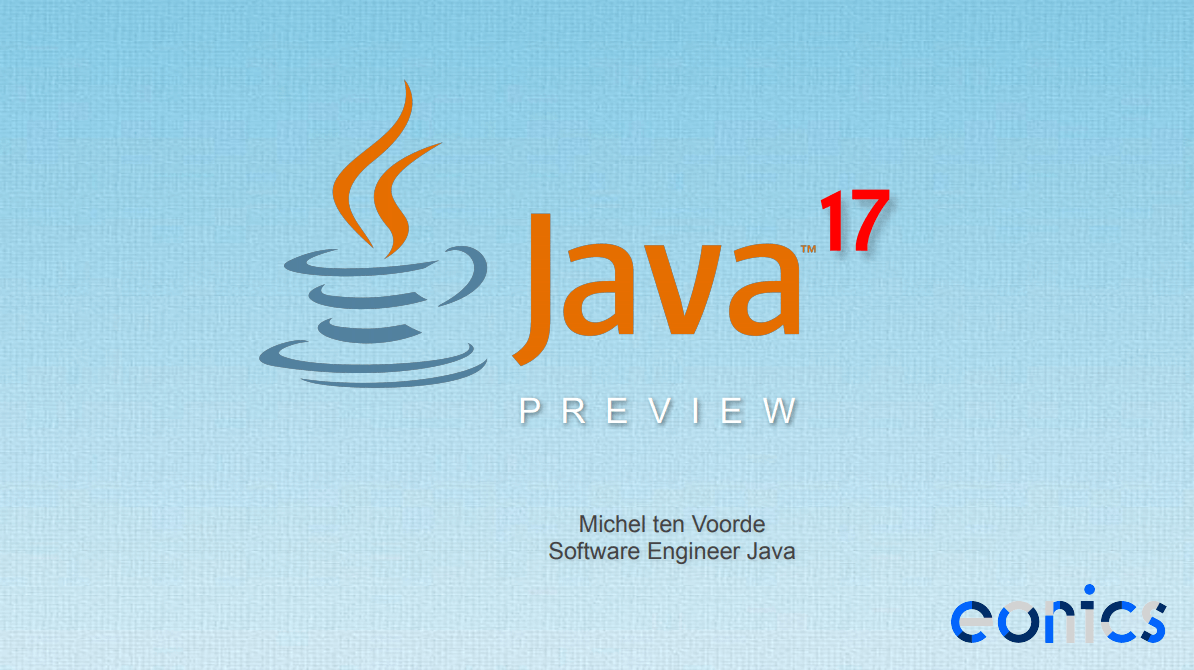 Java™ 17
PREVIEW
Michel ten Voorde
Software Engineer Java
eonics